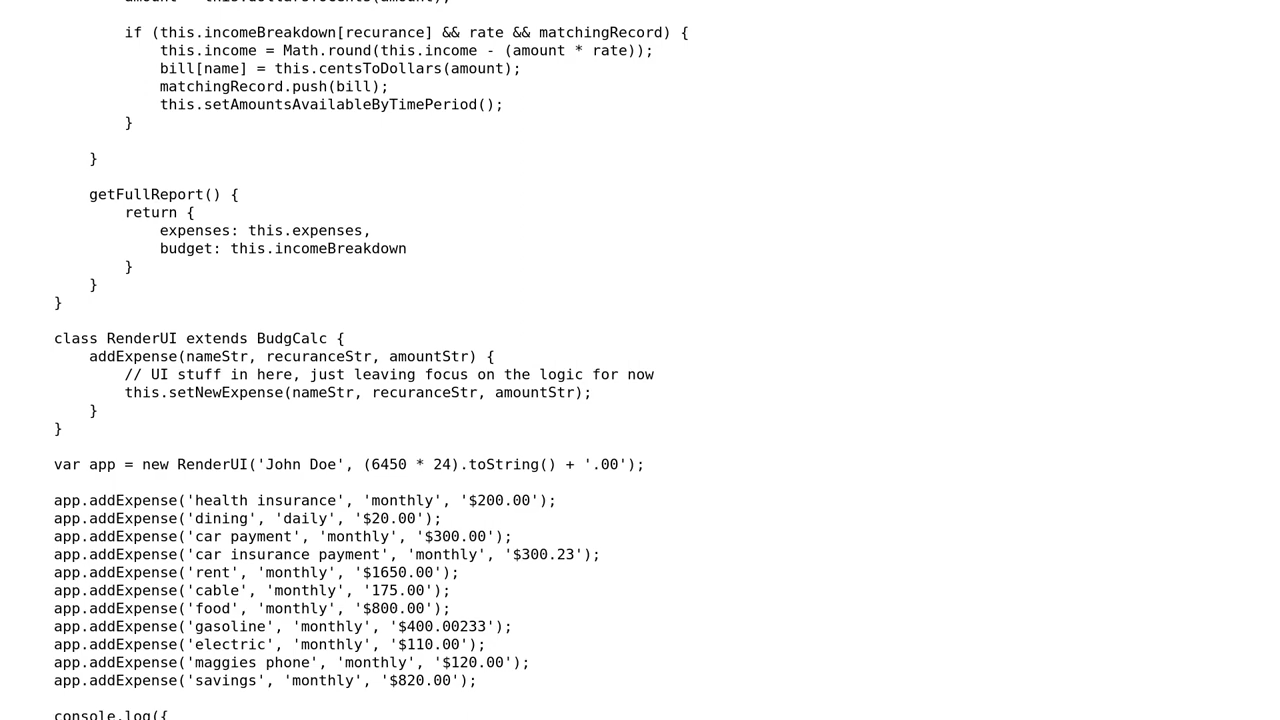 amount = this.dollarsToCents(amount);
if (this.incomeBreakdown[recurance] && rate && matchingRecord) {
this.income = Math.round(this.income - (amount * rate));
bill[name] = this.centsToDollars(amount);
matchingRecord.push(bill);
this.setAmountsAvailableByTimePeriod();
}
}
getFullReport() {
return {
expenses: this.expenses,
budget: this.incomeBreakdown
}
}
}
class RenderUI extends BudgCalc {
addExpense(nameStr, recuranceStr, amountStr) {
// UI stuff in here, just leaving focus on the logic for now
this.setNewExpense(nameStr, recuranceStr, amountStr);
}
}
var app = new RenderUI('John Doe', (6450 * 24).toString() + '.00');
app.addExpense('health insurance', 'monthly', '$200.00');
app.addExpense('dining', 'daily', '$20.00');
app.addExpense('car payment', 'monthly', '$300.00');
app.addExpense('car insurance payment', 'monthly', '$300.23');
app.addExpense('rent', 'monthly', '$1650.00');
app.addExpense('cable', 'monthly', '175.00');
app.addExpense('food', 'monthly', '$800.00');
app.addExpense('gasoline', 'monthly', '$400.00233');
app.addExpense('electric', 'monthly', '$110.00');
app.addExpense('maggies phone', 'monthly', '$120.00');
app.addExpense('savings', 'monthly', '$820.00');
console.log({